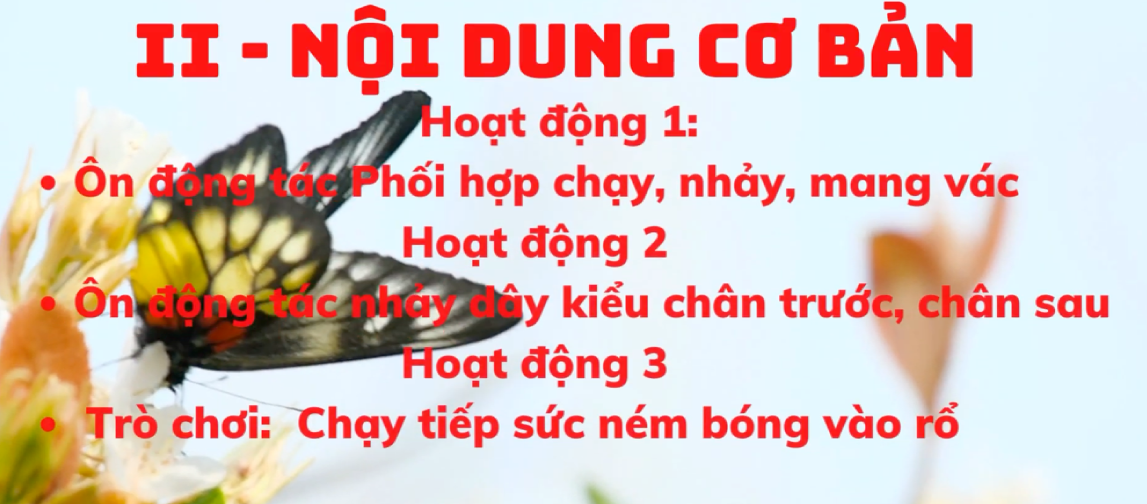 II - NỘI DUNG CƠ BẢN
Hoạt động 1:
• Ôn động tác Phối hợp chạy, nhảy, mang vác
Hoạt động 2
• Ôn động tác nhảy dây kiểu chân trước, chân sau
Hoạt động 3
• Trò chơi: Chạy tiếp sức ném bóng vào rổ